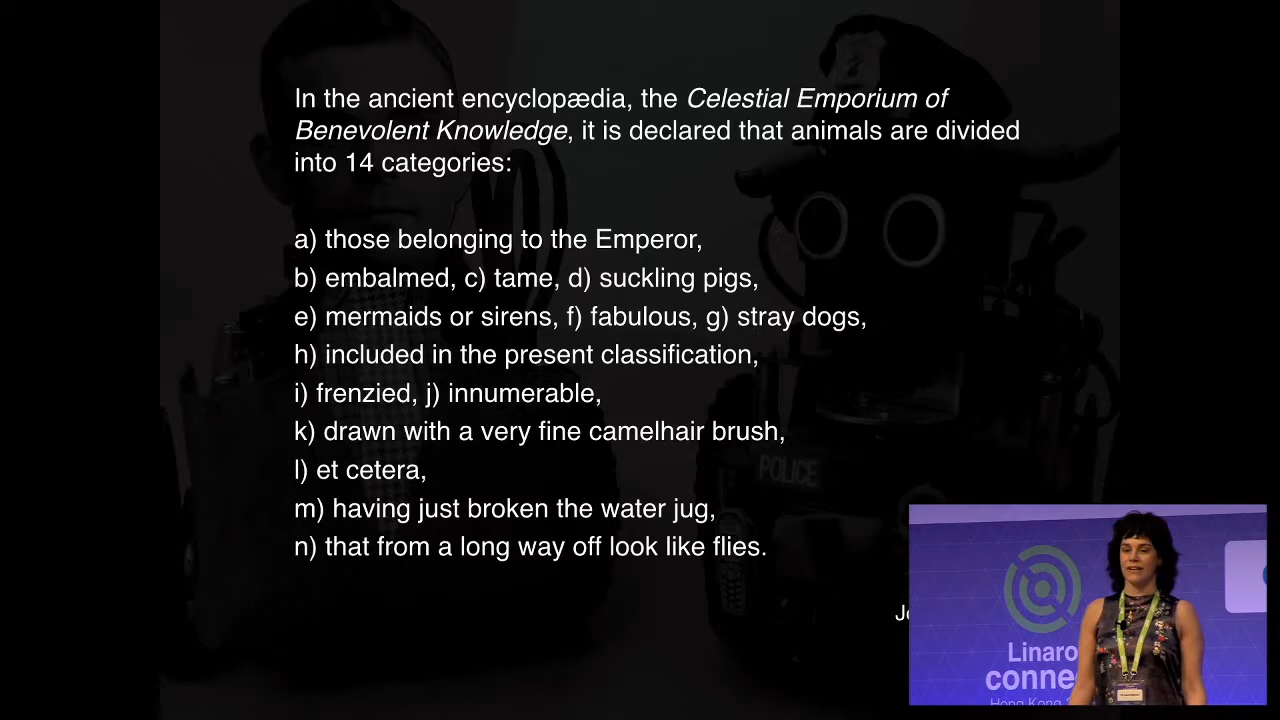 In the ancient encyclopædia, the Celestial Emporium of
Benevolent Knowledge, it is declared that animals are divided
into 14 categories:
a) those belonging to the Emperor,
b) embalmed, c) tame, d) suckling pigs,
e) mermaids or sirens, f) fabulous, g) stray dogs,
h) included in the present classification,
i) frenzied, j) innumerable,
k) drawn with a very fine camelhair brush,
l) et cetera,
m) having just broken the water jug,
n) that from a long way off look like flies.
POLICE
Linaro
conne
Hong Kong